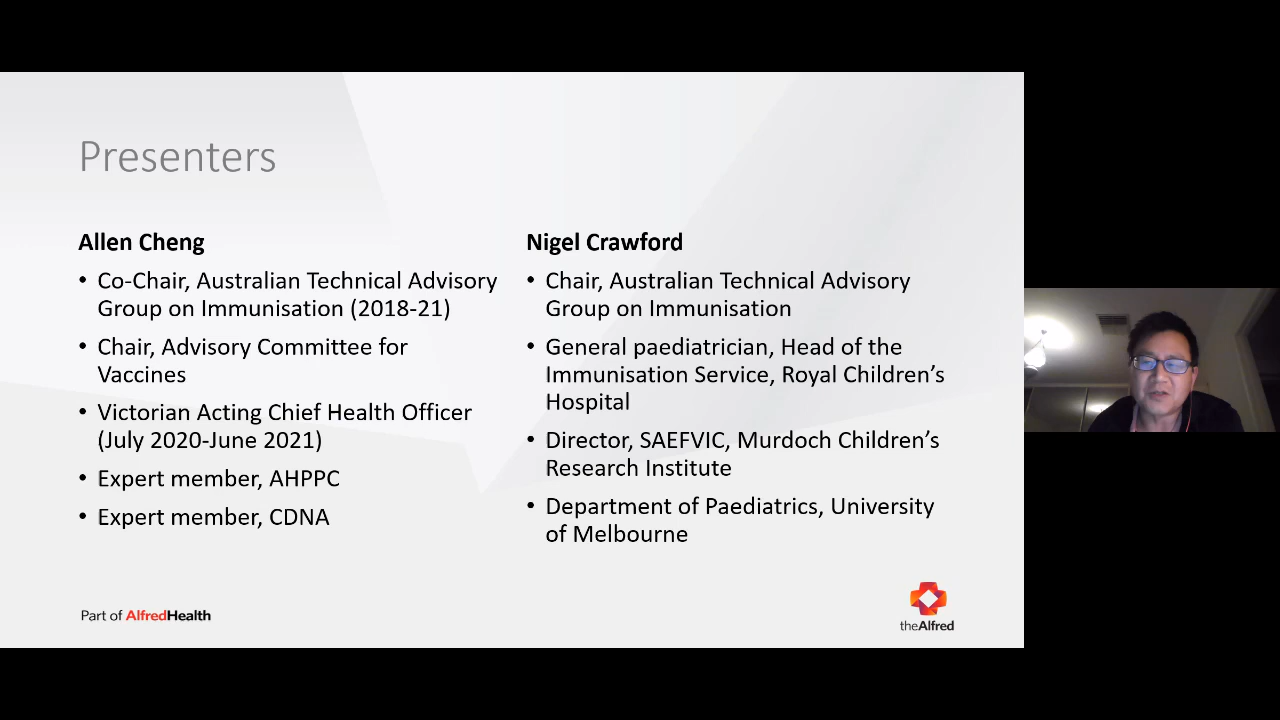 Presenters
Allen Cheng
• Co-Chair, Australian Technical Advisory
Group on Immunisation (2018-21)
• Chair, Advisory Committee for
Vaccines
• Victorian Acting Chief Health Officer
(July 2020-June 2021)
• Expert member, AHPPC
• Expert member, CDNA
Nigel Crawford
• Chair, Australian Technical Advisory
Group on Immunisation
• General paediatrician, Head of the
Immunisation Service, Royal Children’s
Hospital
• Director, SAEFVIC, Murdoch Children’s
Research Institute
• Department of Paediatrics, University
of Melbourne
Part of AlfredHealth
theAlfred